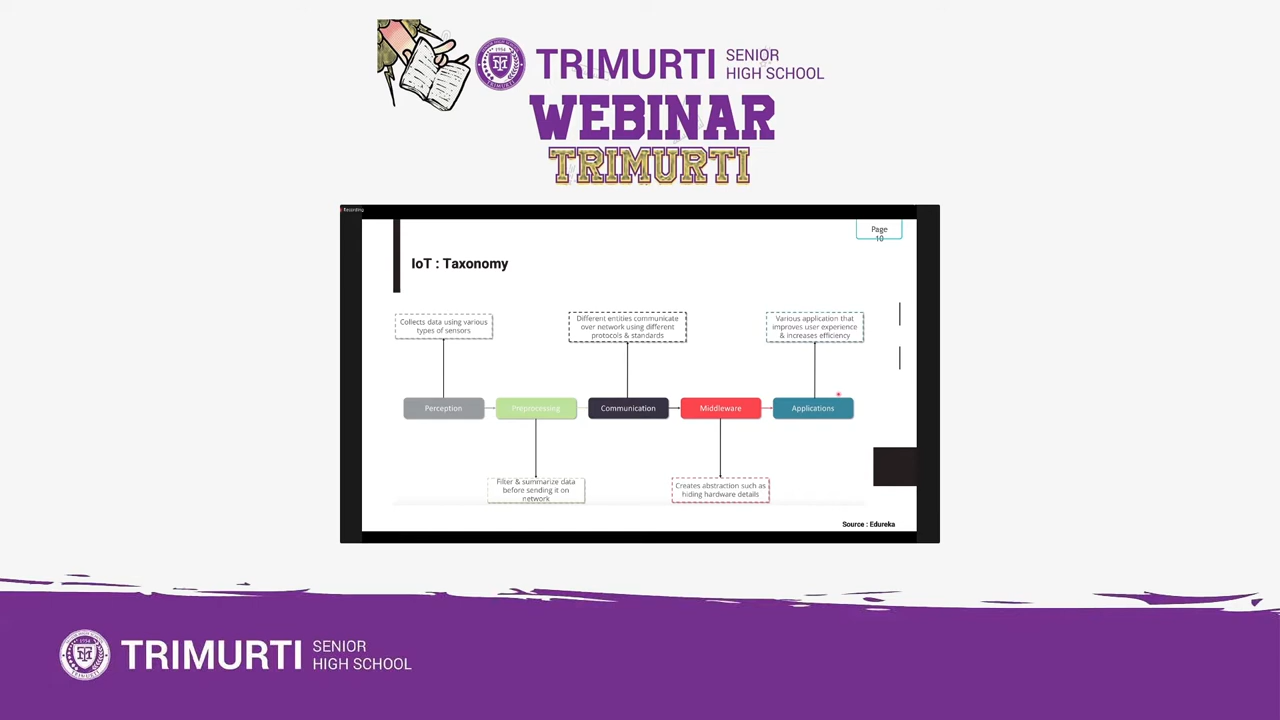 TRIMURTI
SENIOR
HIGH SCHOOL
WEBINAR
TRIMURTI
Recording
Page
10
IoT : Taxonomy
Collects data using various
types of sensors
Different entities communicate
over network using different
protocols & standards
Various application that
improves user experience
& increases efficiency
Perception
Preprocessing
Communication
Middleware
Applications
Filter & summarize data
before sending it on
network
Creates abstraction such as
hiding hardware details
Source : Edureka
TRIMURTI
SENIOR
HIGH SCHOOL